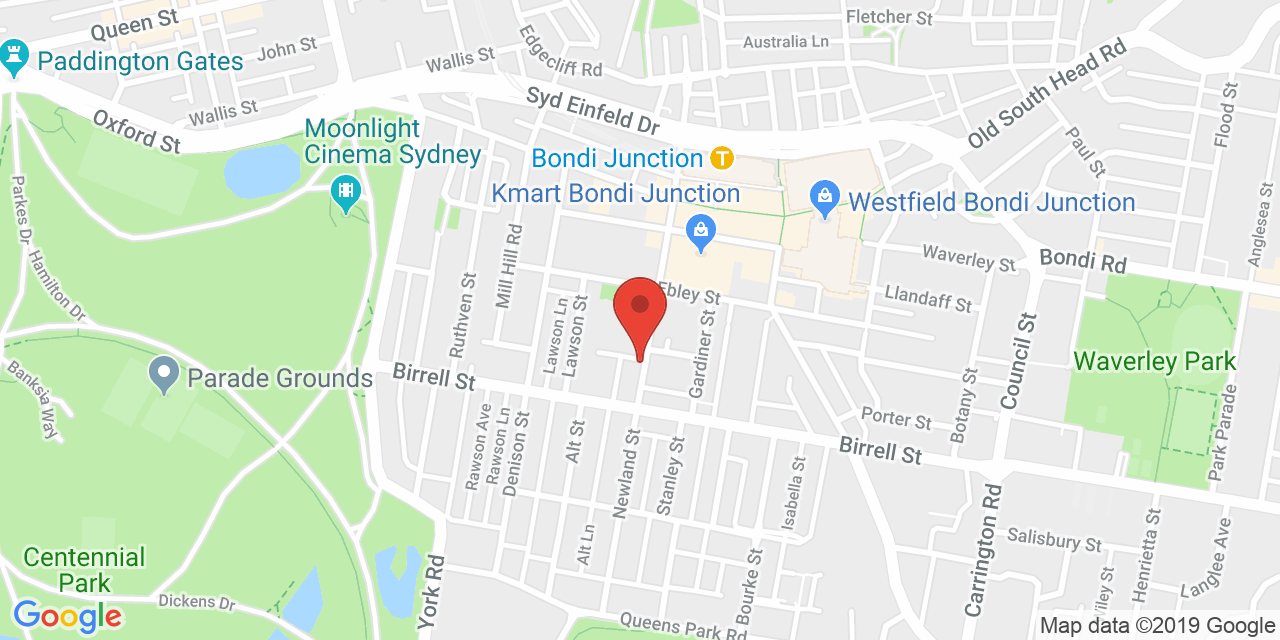 Queen St
Fletcher St
John St
Edgecliff Rd
Australia Ln
Old South Head Rd
Paddington Gates
Wallis St
Wallis St
Syd Einfeld Dr
Flood St
Oxford St
Moonlight
Cinema Sydney
Bondi Junction
T
Paul St
Kmart Bondi Junction
Westfield Bondi Junction
Parkes Dr
Anglesea St
Mill Hill Rd
Waverley St
Bondi Rd
Hamilton Dr
Ruthven St
Ebley St
Llandaff St
Lawson Ln
Lawson St
Gardiner St
Council St
Waverley Park
Banksia Way
Parade Grounds
Birrell St
Botany St
Park Parade
Porter St
Rawson Ave
Rawson Ln
Denison St
Alt St
Newland St
Stanley St
Birrell St
Isabella St
Carrington Rd
Salisbury St
Henrietta St
Langlee Ave
Centennial
Park
Alt Ln
Bourke St
York Rd
Wiley St
Dickens Dr
Queens Park Rd
Google
Map data ©2019 Google